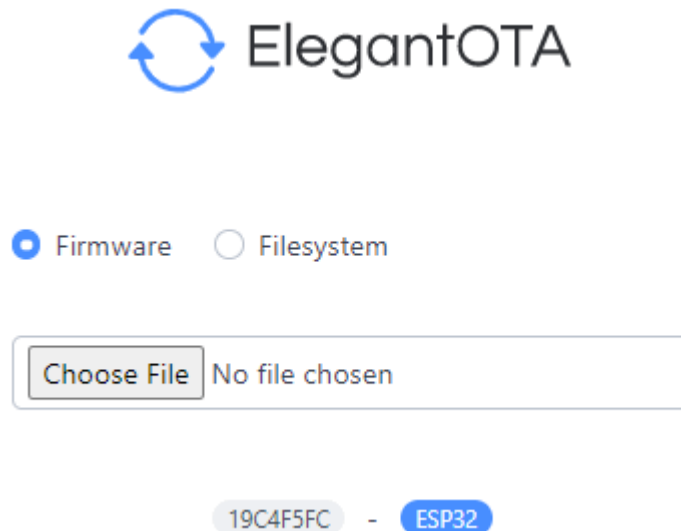 ElegantOTA
Firmware Filesystem
Choose File No file chosen
19C4F5FC - ESP32